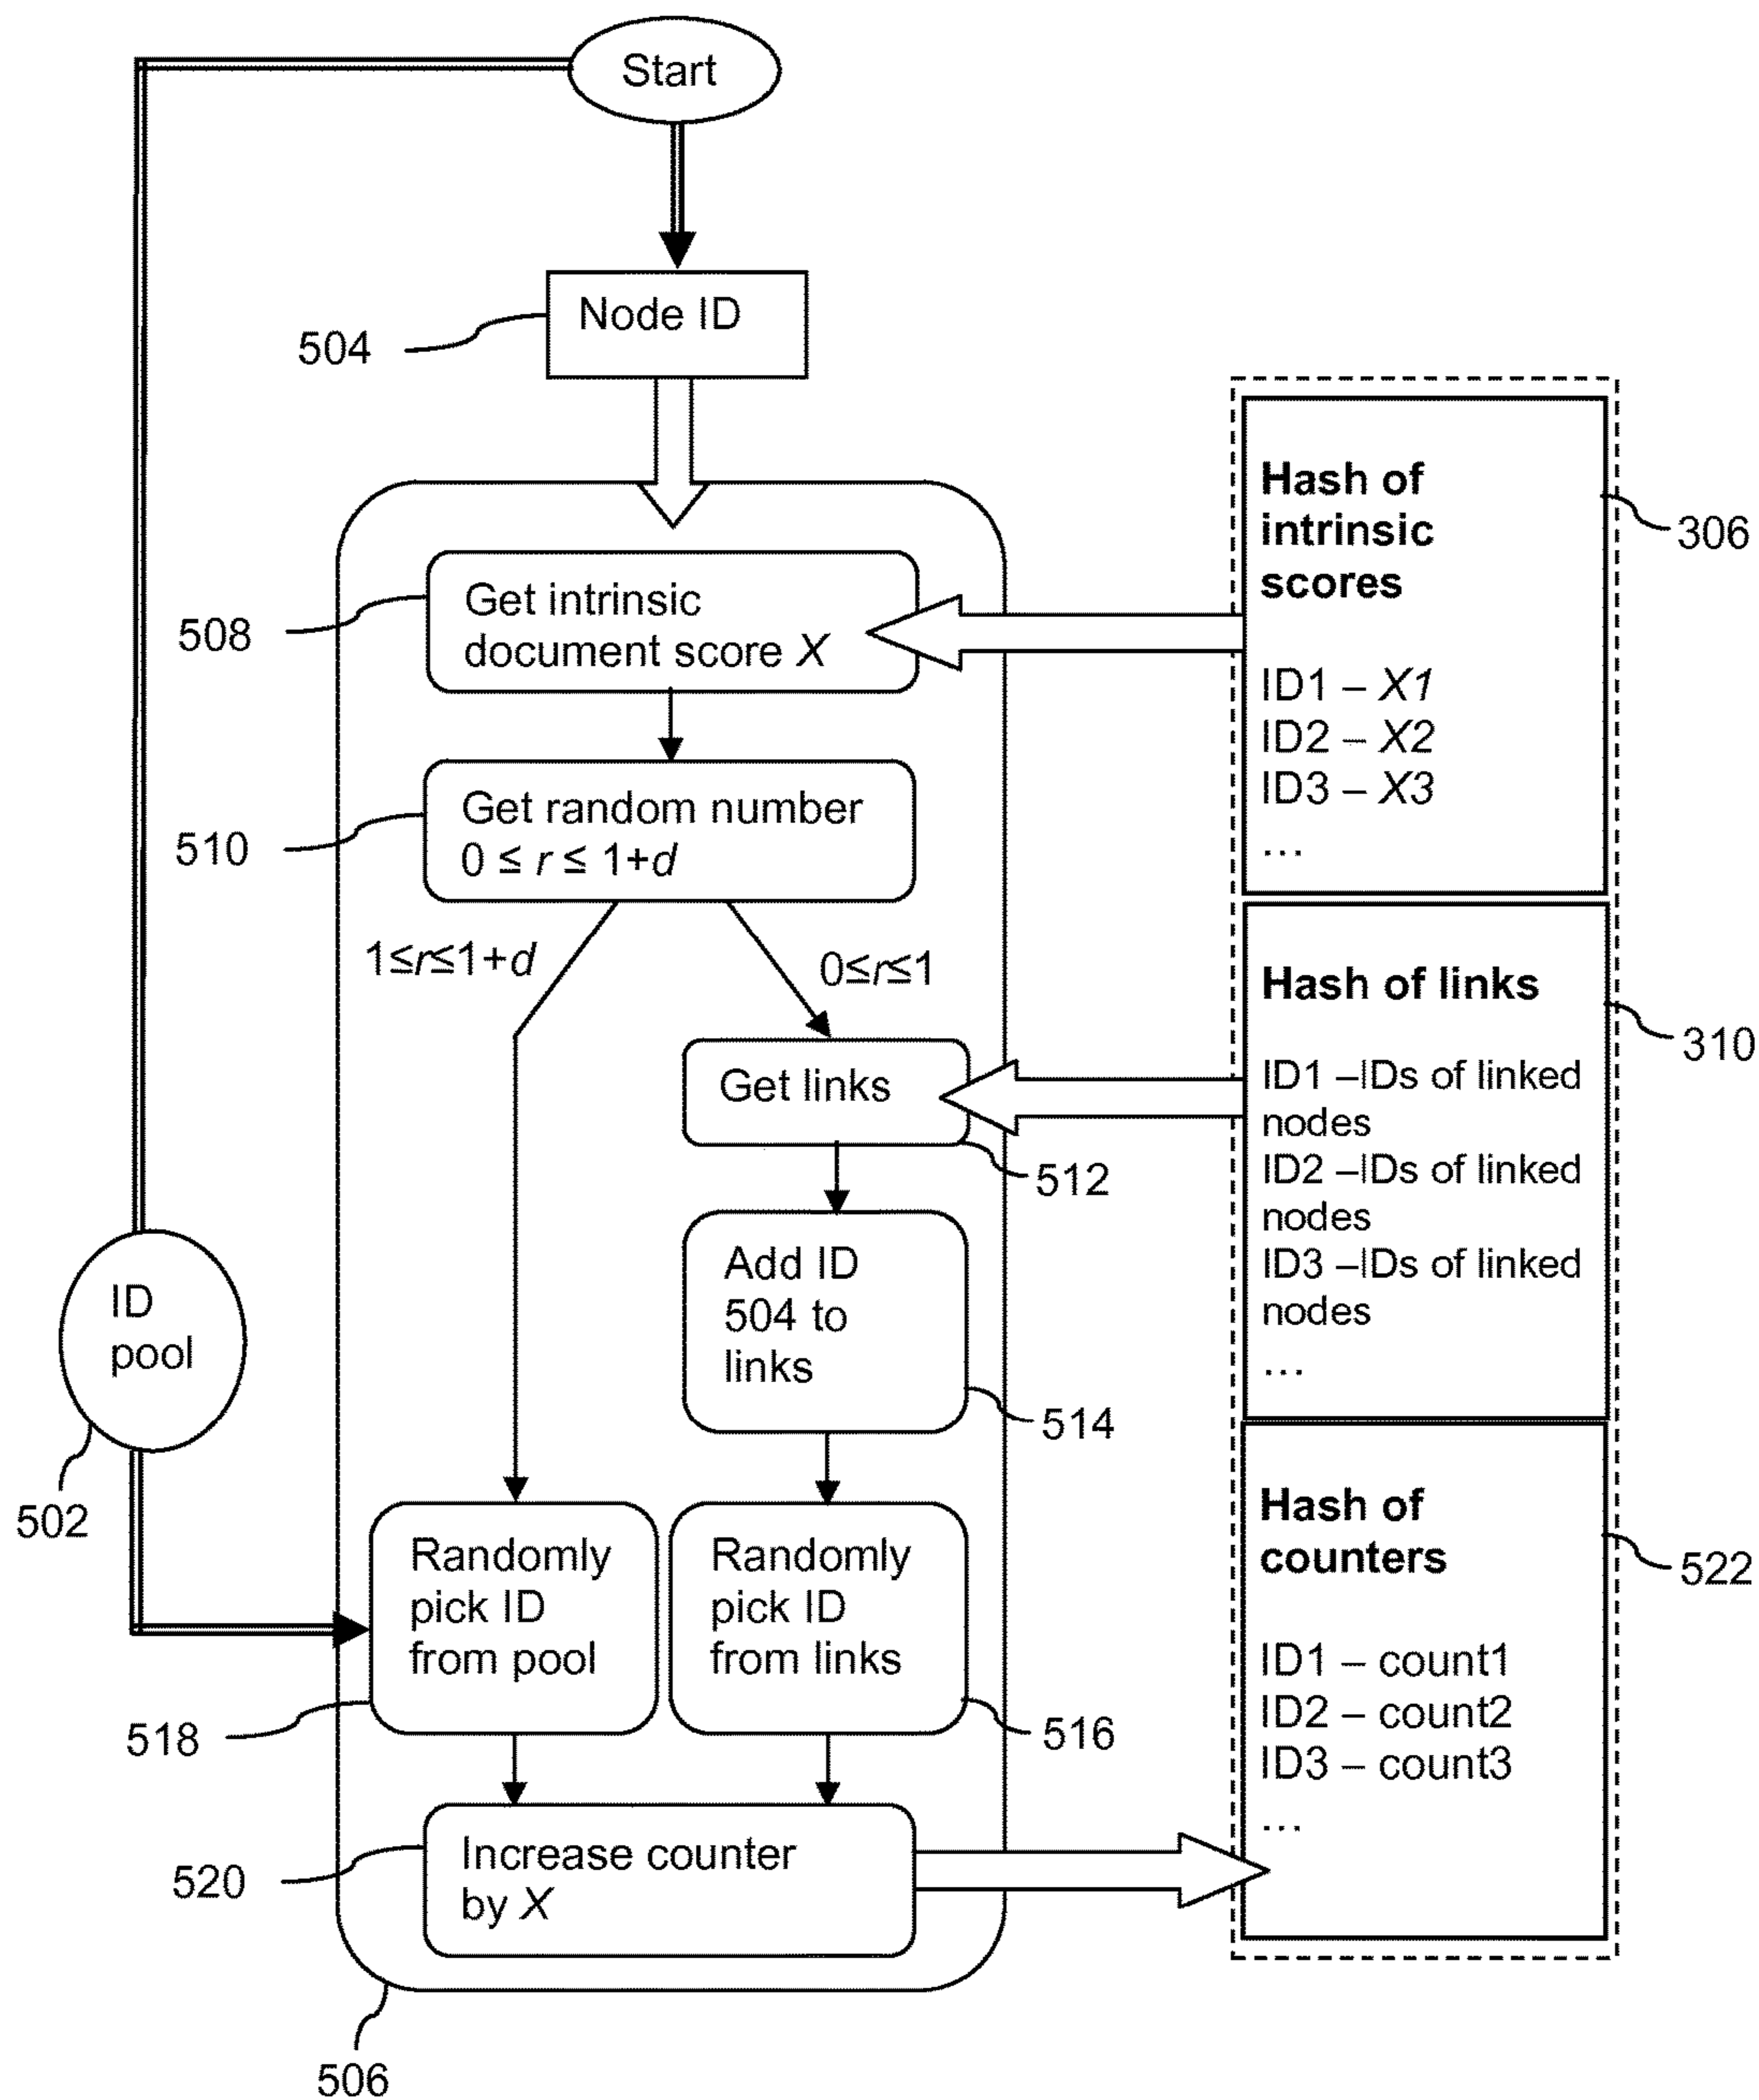 Start
Node ID
504
Hash of
intrinsic
scores
306
ID1 – X1
ID2 – X2
ID3 – X3
...
Get intrinsic
document score X
508
Get random number
0 ≤ r ≤ 1+d
510
1≤r≤1+d
0≤r≤1
Hash of links
310
ID1 –IDs of linked
nodes
ID2 –IDs of linked
nodes
ID3 –IDs of linked
nodes
...
Get links
512
Add ID
504 to
links
514
ID
pool
502
Randomly
pick ID
from pool
518
Randomly
pick ID
from links
516
Hash of
counters
522
ID1 – count1
ID2 – count2
ID3 – count3
...
Increase counter
by X
520
506